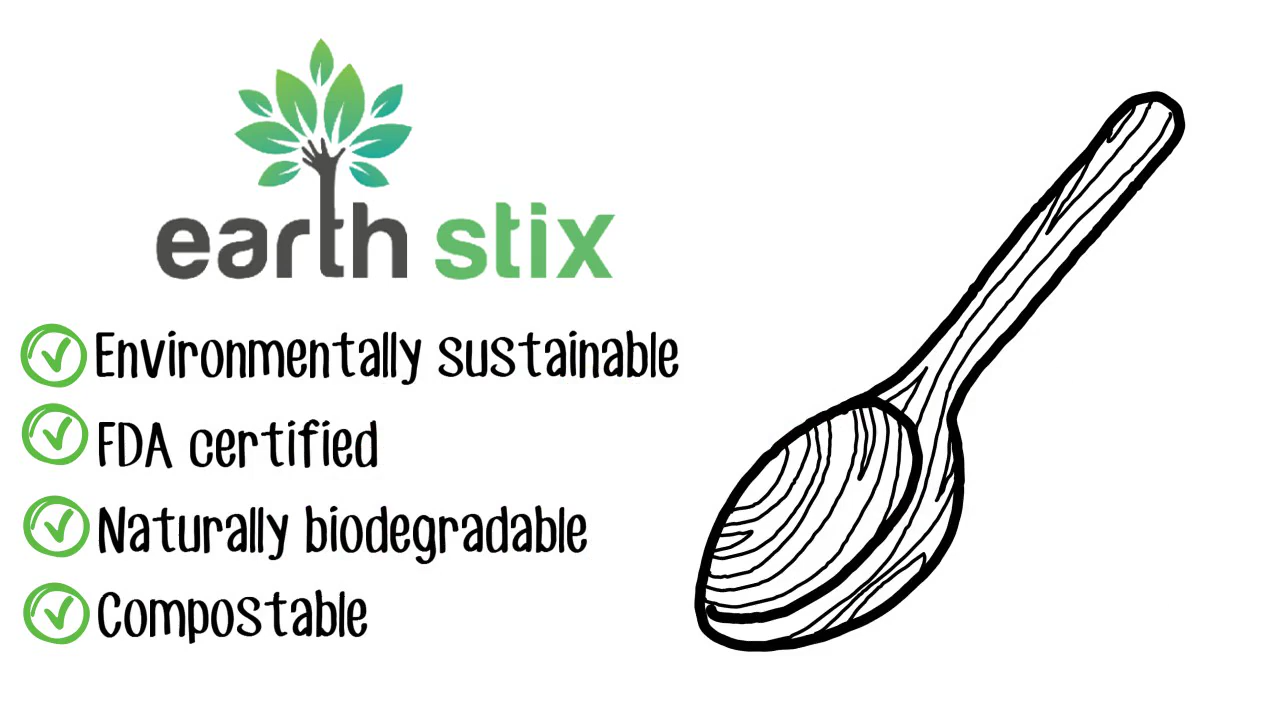 earth stix
Environmentally sustainable
FDA certified
Naturally biodegradable
Compostable